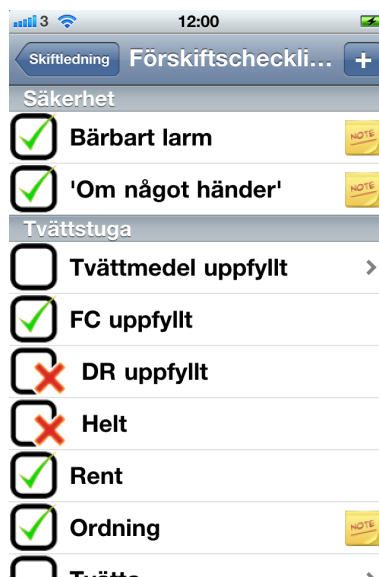 3 12:00
Skiftledning Förskiftscheckli... +
Säkerhet
Bärbart larm NOTE
'Om något händer' NOTE
Tvättstuga
Tvättmedel uppfyllt
FC uppfyllt
DR uppfyllt
Helt
Rent
Ordning NOTE